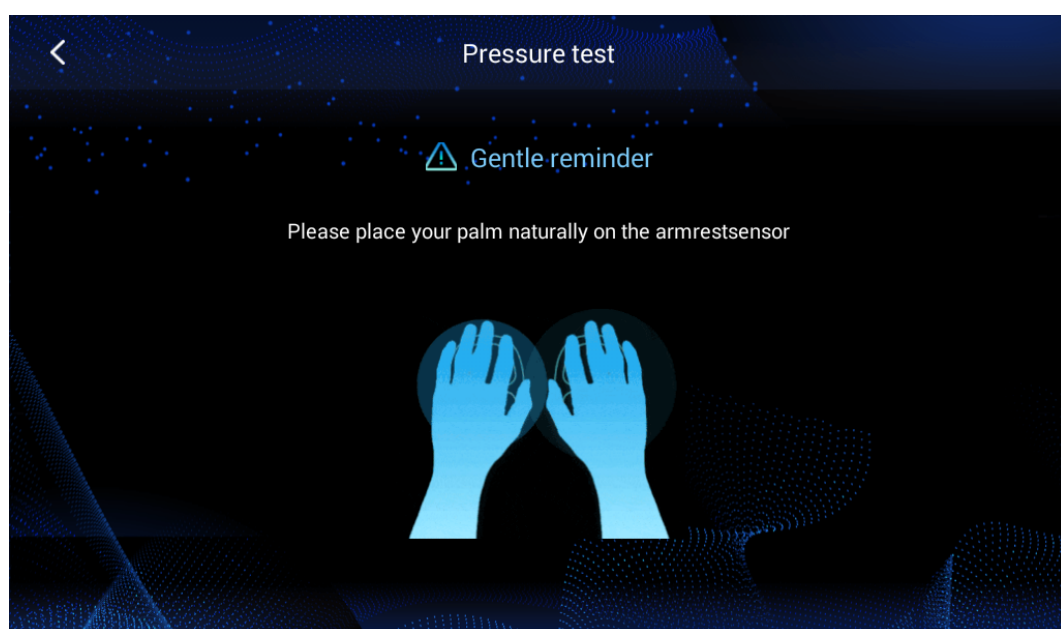 Pressure test
Gentle reminder
Please place your palm naturally on the armrestsensor